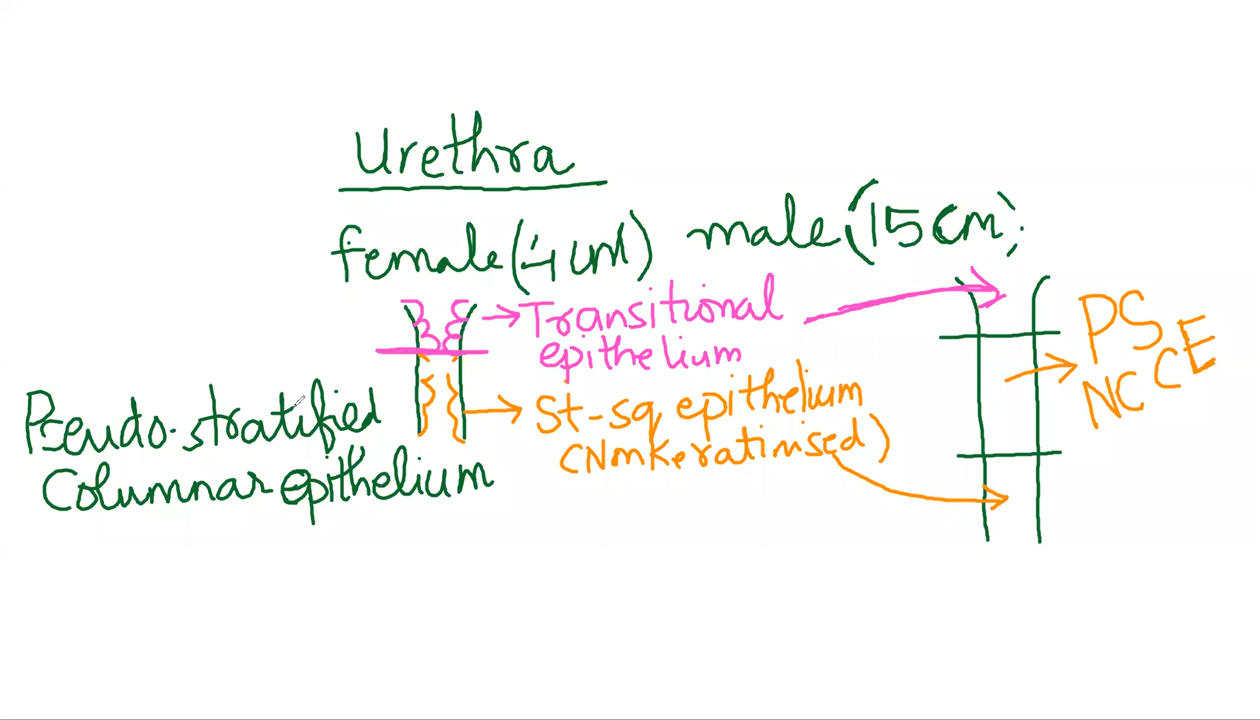 Urethra
female (4 cm) male (15 cm)
Transitional
epithelium
St-sq epithelium
(Nonkeratinised)
Pseudo-stratified
Columnar epithelium
PS
NC CE